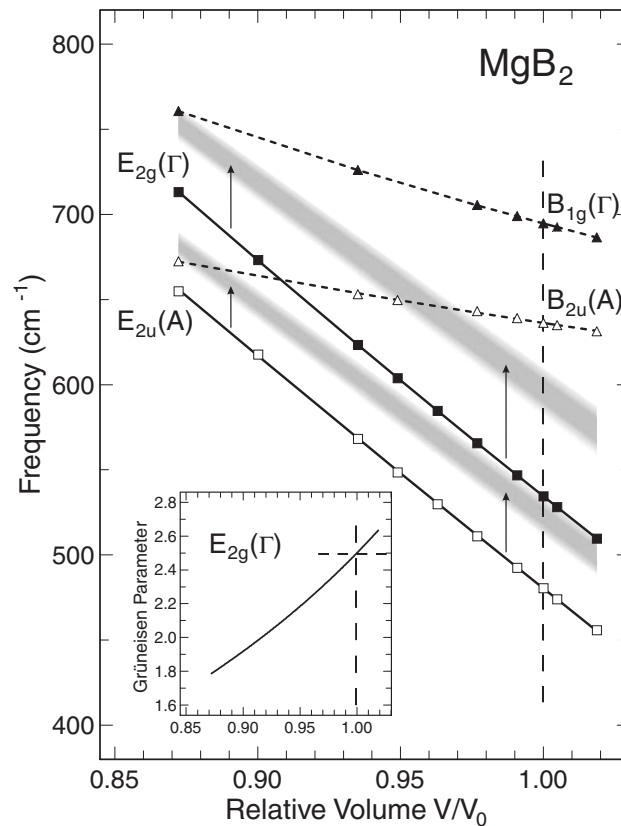 MgB₂
800
700
600
500
400
Frequency (cm⁻¹)
E₂g(Γ)
B₁g(Γ)
B₂u(A)
E₂u(A)
2.6
2.4
2.2
2.0
1.8
1.6
Grüneisen Parameter
E₂g(Γ)
0.85 0.90 0.95 1.00
0.85 0.90 0.95 1.00
Relative Volume V/V₀